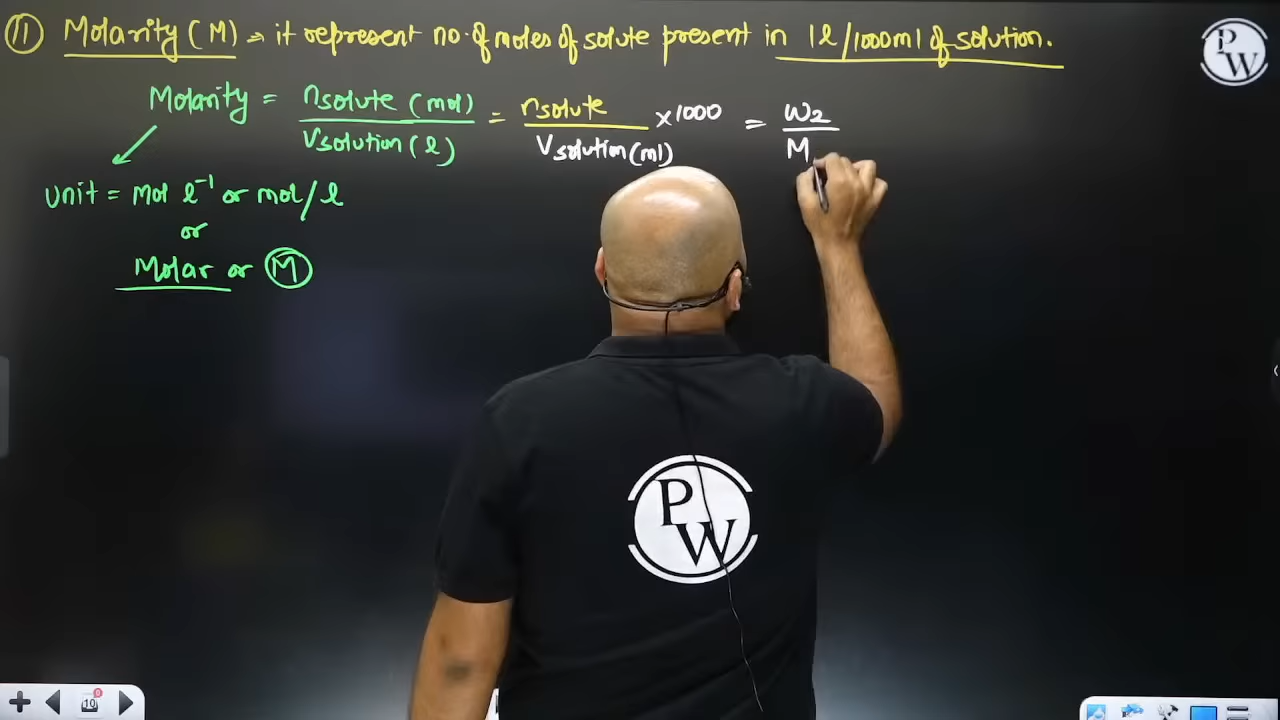 11 Molarity (M) → it represent no. of moles of solute present in 1l/1000ml of solution.
Molarity = nsolute (mol) / Vsolution (l) = nsolute / Vsolution (ml) ×1000 = W2 / M
unit = Mol l⁻¹ or mol/l
or
Molar or M
PW
PW
10